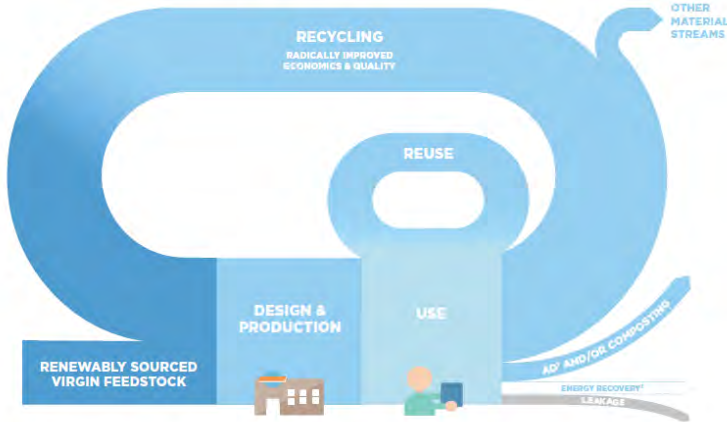 OTHER
MATERIAL
STREAMS
RECYCLING
RADICALLY IMPROVED
ECONOMICS & QUALITY
REUSE
DESIGN &
PRODUCTION
USE
RENEWABLY SOURCED
VIRGIN FEEDSTOCK
AD¹ AND/OR COMPOSTING
ENERGY RECOVERY²
LEAKAGE